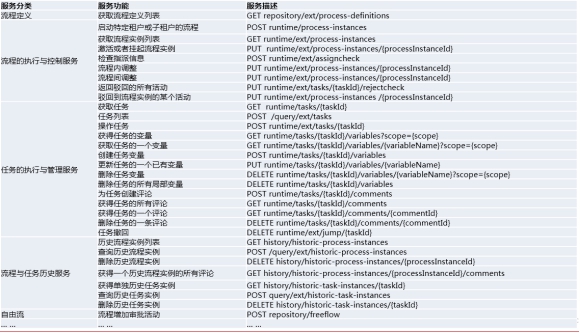 服务分类 服务功能 服务描述
流程定义 获取流程定义列表 GET repository/ext/process-definitions
启动特定租户或子租户的流程 POST runtime/process-instances
获取流程实例列表 GET runtime/ext/process-instances
激活或者挂起流程实例 PUT runtime/ext/process-instances/{processInstanceId}
检查指派信息 POST runtime/ext/assigncheck
流程的执行与控制服务 流程内调整 PUT runtime/ext/process-instances/{processInstanceId}
流程间调整 PUT runtime/ext/process-instances/{processInstanceId}
返回驳回的所有活动 PUT runtime/ext/tasks/{taskId}/rejectcheck
驳回到流程实例的某个活动 PUT runtime/ext/process-instances /{processInstanceId}
获取任务 GET runtime/tasks/{taskId}
任务列表 POST /query/ext/tasks
操作任务 POST runtime/ext/tasks/{taskId}
获得任务的变量 GET runtime/tasks/{taskId}/variables?scope={scope}
获取任务的一个变量 GET runtime/tasks/{taskId}/variables/{variableName}?scope={scope}
创建任务变量 POST runtime/tasks/{taskId}/variables
更新任务的一个已有变量 PUT runtime/tasks/{taskId}/variables/{variableName}
任务的执行与管理服务 删除任务变量 DELETE runtime/tasks/{taskId}/variables/{variableName}?scope={scope}
删除任务的所有局部变量 DELETE runtime/tasks/{taskId}/variables
为任务创建评论 POST runtime/tasks/{taskId}/comments
获得任务的所有评论 GET runtime/tasks/{taskId}/comments
获得任务的一个评论 GET runtime/tasks/{taskId}/comments/{commentId}
删除任务的一条评论 DELETE runtime/tasks/{taskId}/comments/{commentId}
任务撤回 DELETE runtime/ext/jump/{taskId}
历史流程实例列表 GET history/historic-process-instances
查询历史流程实例 POST /query/ext/historic-process-instances
删除历史流程实例 DELETE history/historic-process-instances/{processInstanceId}
流程与任务历史服务 获得一个历史流程实例的所有评论 GET history/historic-process-instances/{processInstanceId}/comments
获得单独历史任务实例 GET history/historic-task-instances/{taskId}
查询历史任务实例 POST query/ext/historic-task-instances
删除历史任务实例 DELETE history/historic-task-instances/{taskId}
自由流 流程增加审批活动 POST repository/freeflow
... ... ... ... ... ...